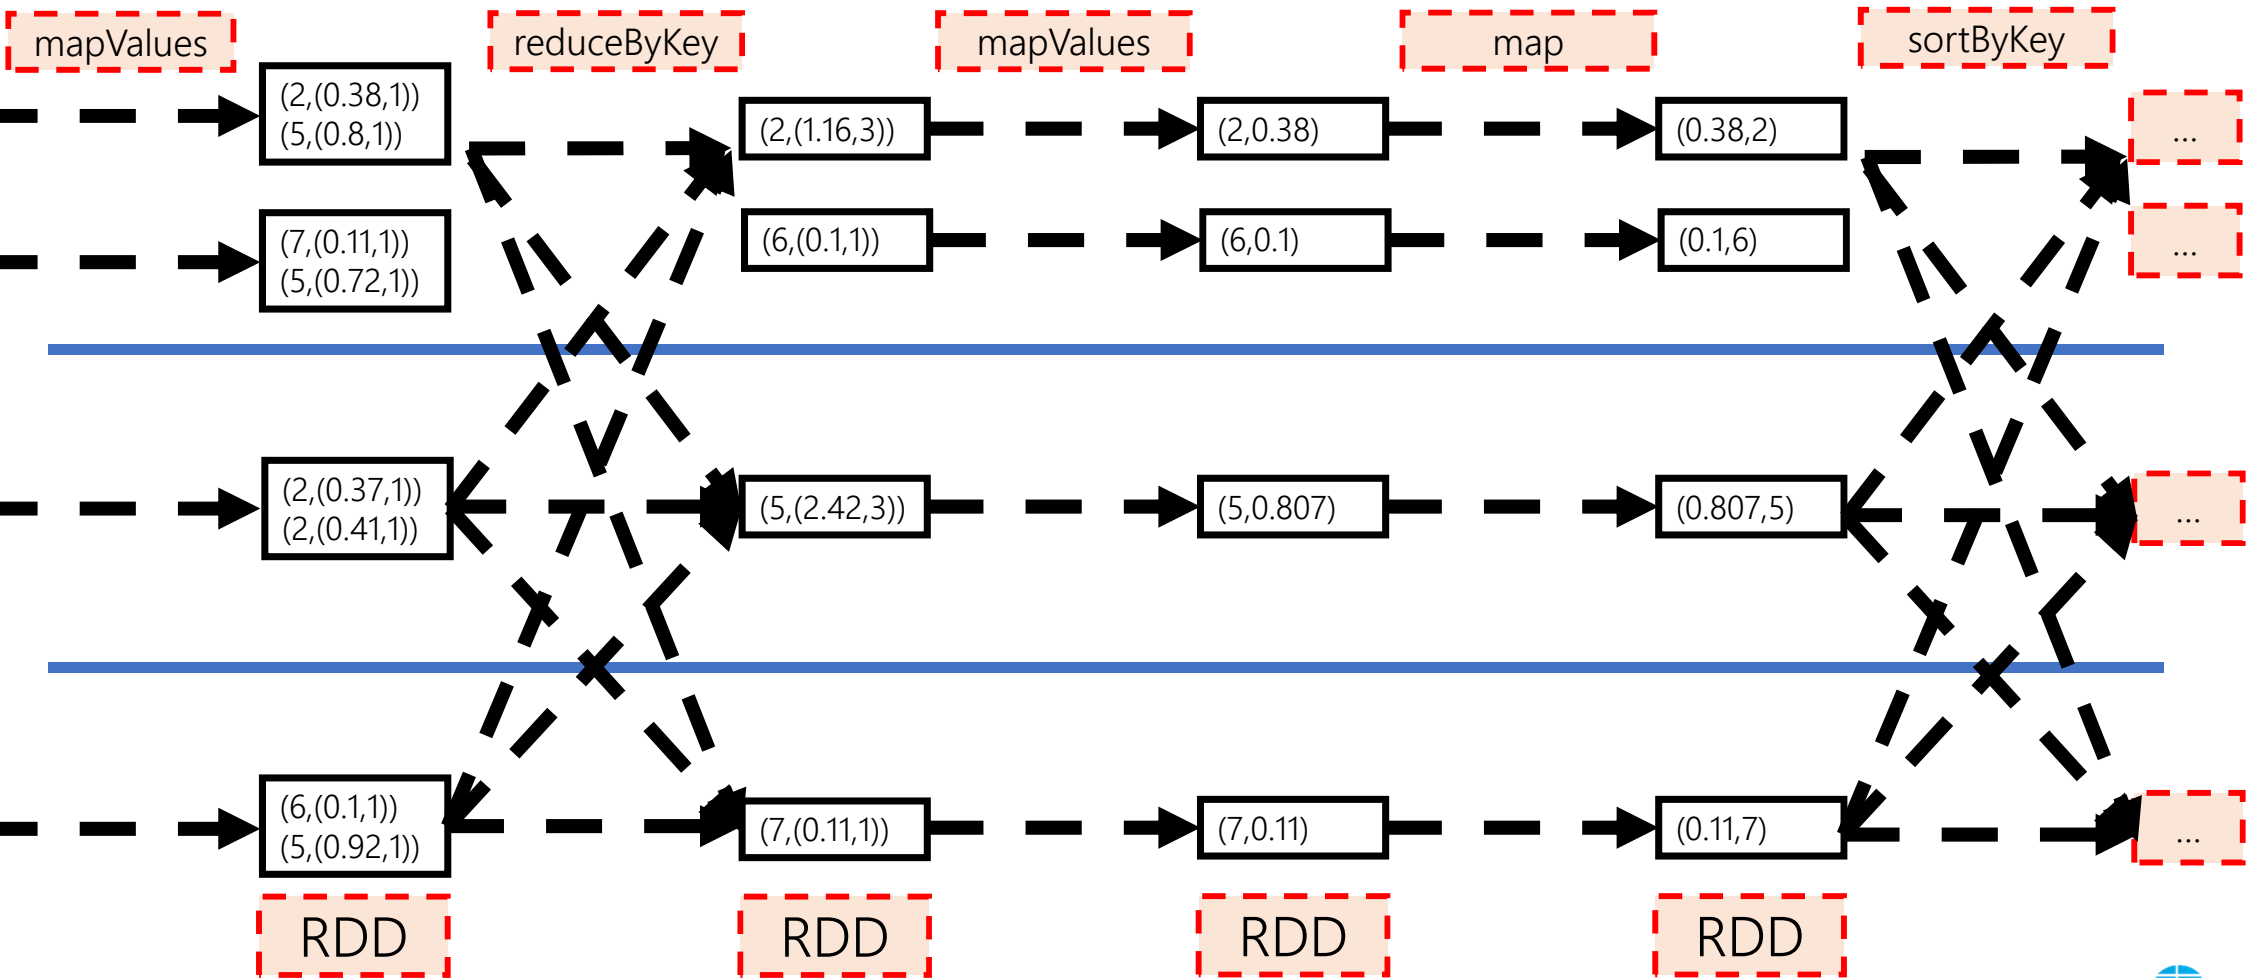 mapValues
reduceByKey
mapValues
map
sortByKey
(2,(0.38,1))
(5,(0.8,1))
(2,(1.16,3))
(2,0.38)
(0.38,2)
...
(7,(0.11,1))
(5,(0.72,1))
(6,(0.1,1))
(6,0.1)
(0.1,6)
...
(2,(0.37,1))
(2,(0.41,1))
(5,(2.42,3))
(5,0.807)
(0.807,5)
...
(6,(0.1,1))
(5,(0.92,1))
(7,(0.11,1))
(7,0.11)
(0.11,7)
...
RDD
RDD
RDD
RDD